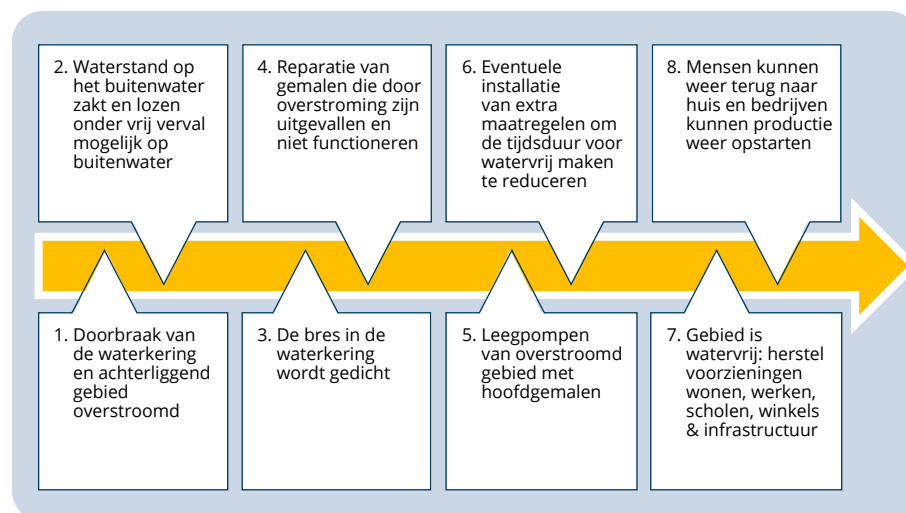 2. Waterstand op
het buitenwater
zakt en lozen
onder vrij verval
mogelijk op
buitenwater
4. Reparatie van
gemalen die door
overstroming zijn
uitgevallen en
niet functioneren
6. Eventuele
installatie
van extra
maatregelen om
de tijdsduur voor
watervrij maken
te reduceren
8. Mensen kunnen
weer terug naar
huis en bedrijven
kunnen productie
weer opstarten
1. Doorbraak van
de waterkering
en achterliggend
gebied
overstroomd
3. De bres in de
waterkering
wordt gedicht
5. Leegpompen
van overstroomd
gebied met
hoofdgemalen
7. Gebied is
watervrij: herstel
voorzieningen
wonen, werken,
scholen, winkels
& infrastructuur